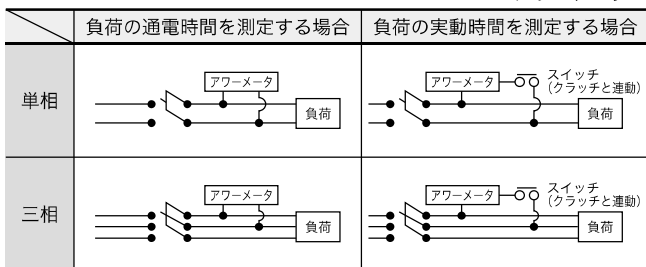 負荷の通電時間を測定する場合
負荷の実動時間を測定する場合
単相
アワーメータ
負荷
アワーメータ
スイッチ
(クラッチと連動)
負荷
三相
アワーメータ
負荷
アワーメータ
スイッチ
(クラッチと連動)
負荷